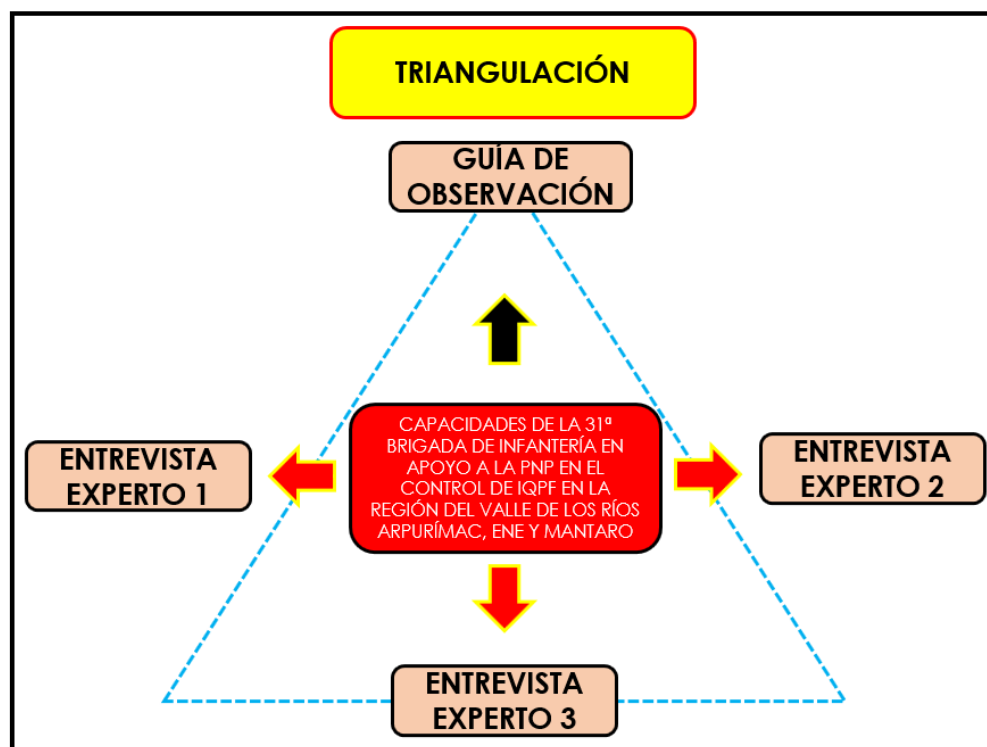 TRIANGULACIÓN
GUÍA DE
OBSERVACIÓN
CAPACIDADES DE LA 31ª
BRIGADA DE INFANTERÍA EN
APOYO A LA PNP EN EL
CONTROL DE IQPF EN LA
REGIÓN DEL VALLE DE LOS RÍOS
ARPURÍMAC, ENE Y MANTARO
ENTREVISTA
EXPERTO 1
ENTREVISTA
EXPERTO 2
ENTREVISTA
EXPERTO 3